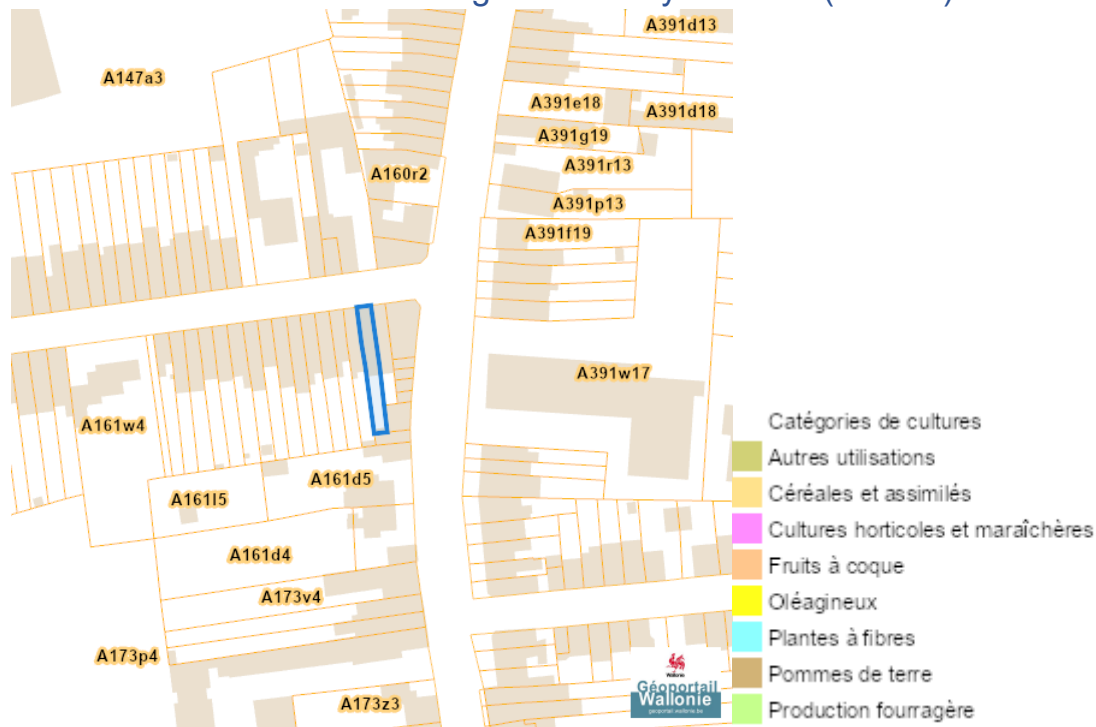 A391d13
A147a3
A391e18
A391d18
A391g19
A391r13
A160r2
A391p13
A391f19
A391w17
A161w4
A161d5
A161l5
A161d4
A173v4
A173p4
A173z3
Wallonie
Géoportail
Wallonie
geoportail.wallonie.be
Catégories de cultures
Autres utilisations
Céréales et assimilés
Cultures horticoles et maraîchères
Fruits à coque
Oléagineux
Plantes à fibres
Pommes de terre
Production fourragère